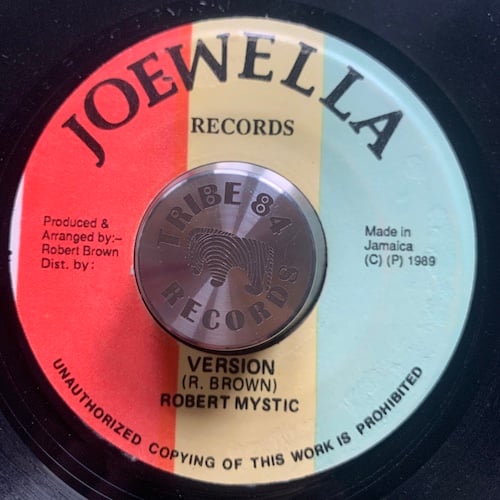 JOEWELLA
RECORDS
Produced &
Arranged by:-
Robert Brown
Dist. by:
Made in
Jamaica
(C) (P) 1989
TRIBE 84
RECORDS
VERSION
(R. BROWN)
ROBERT MYSTIC
UNAUTHORIZED COPYING OF THIS WORK IS PROHIBITED